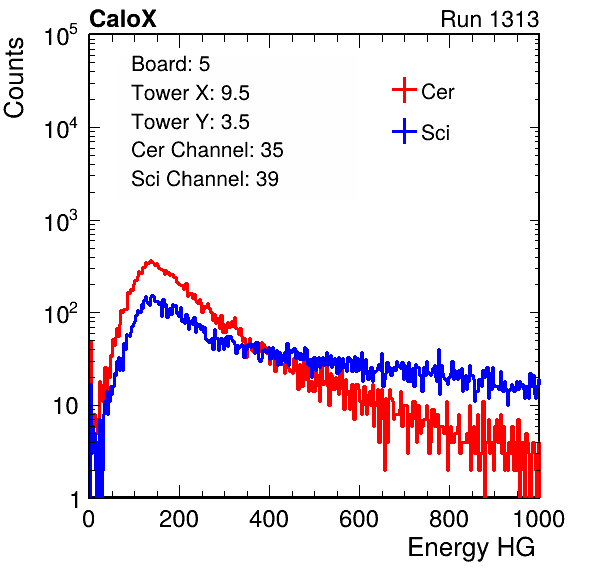 CaloX Run 1313
Counts
10^5
10^4
10^3
10^2
10
1
Board: 5
Tower X: 9.5
Tower Y: 3.5
Cer Channel: 35
Sci Channel: 39
Cer
Sci
0 200 400 600 800 1000
Energy HG